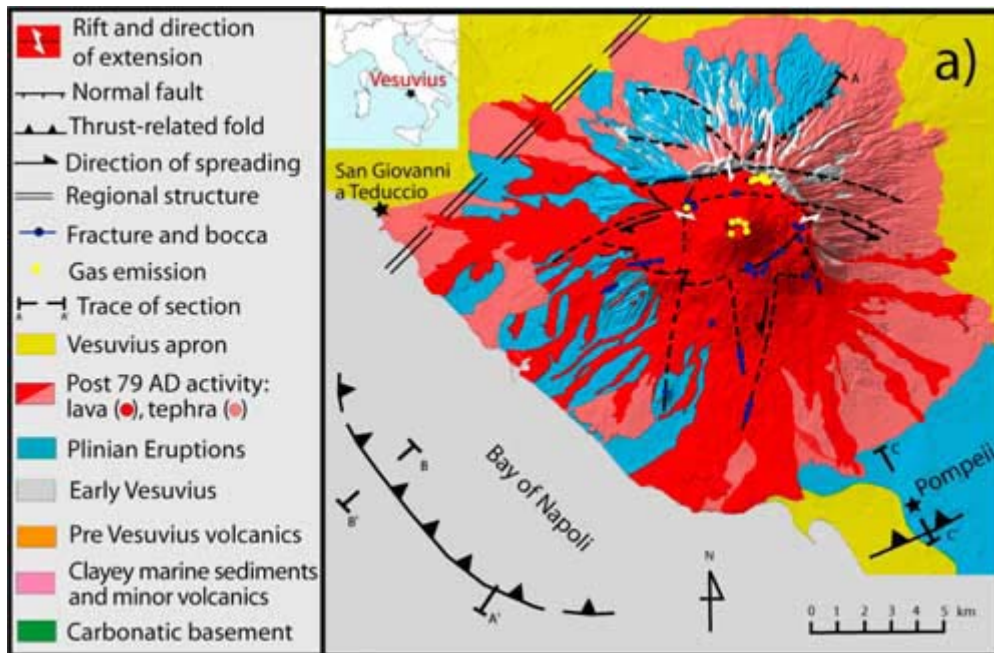 Rift and direction
of extension
Normal fault
Thrust-related fold
Direction of spreading
Regional structure
Fracture and bocca
Gas emission
A A'
Trace of section
Vesuvius apron
Post 79 AD activity:
lava ( ), tephra ( )
Plinian Eruptions
Early Vesuvius
Pre Vesuvius volcanics
Clayey marine sediments
and minor volcanics
Carbonatic basement
a)
Vesuvius
San Giovanni
a Teduccio
A
B
B'
A'
Bay of Napoli
C
Pompeii
C'
N
0 1 2 3 4 5 km